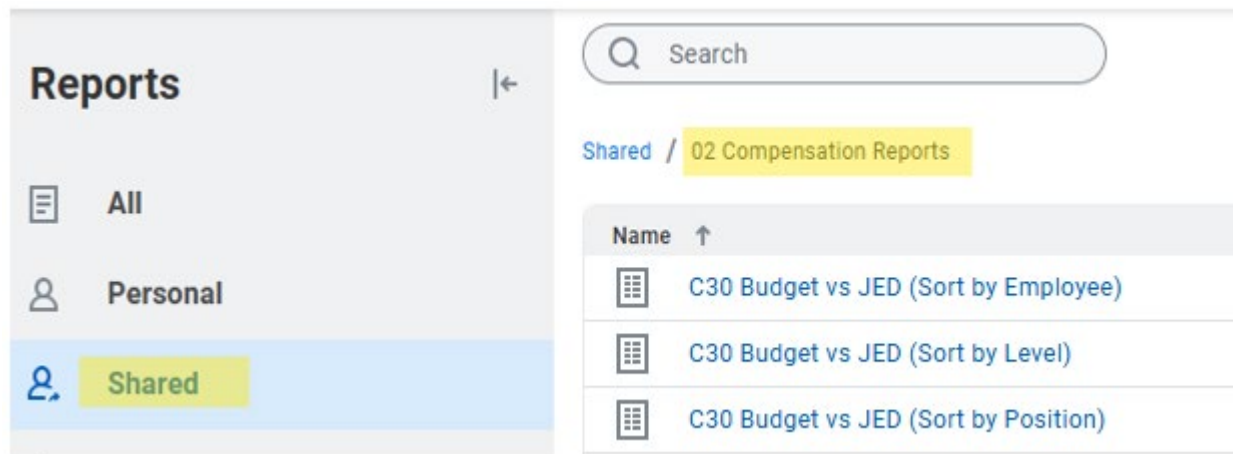 Reports
All
Personal
Shared
Search
Shared / 02 Compensation Reports
Name ↑
C30 Budget vs JED (Sort by Employee)
C30 Budget vs JED (Sort by Level)
C30 Budget vs JED (Sort by Position)